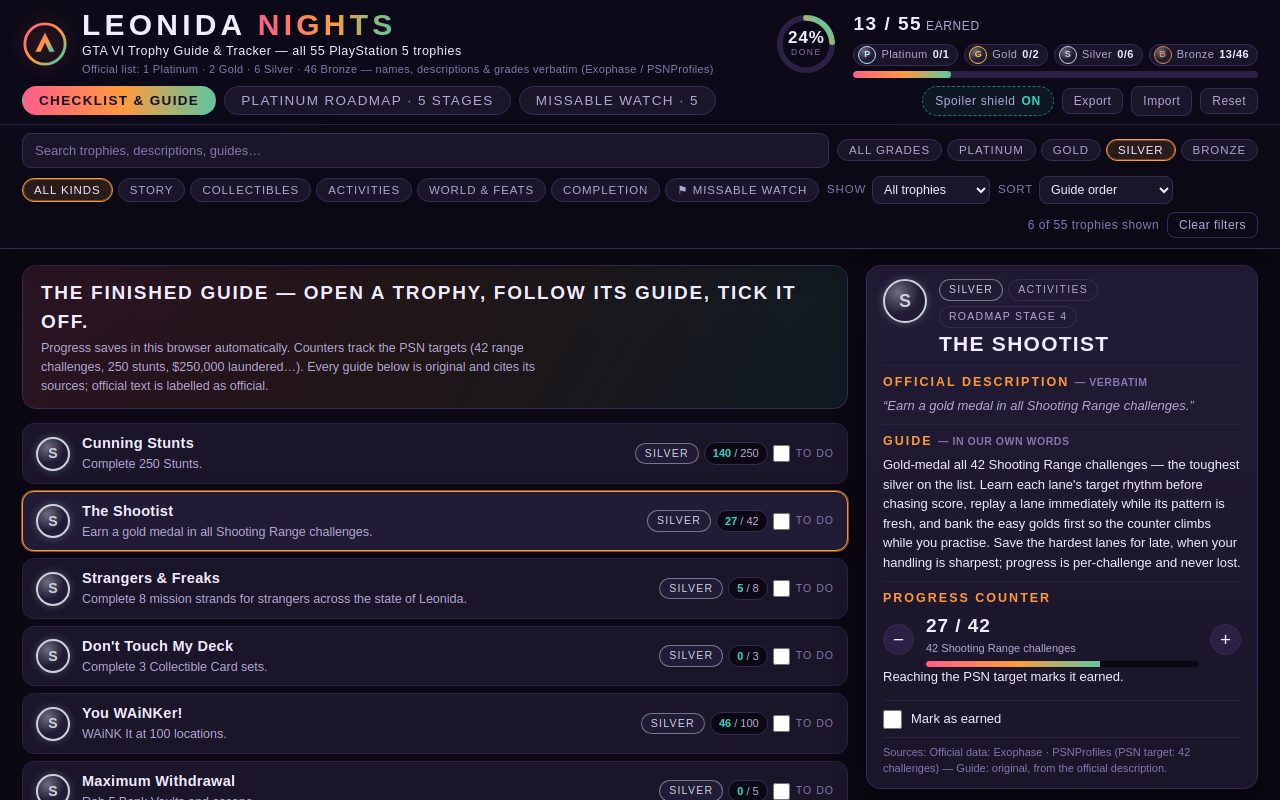 LEONIDA NIGHTS
GTA VI Trophy Guide & Tracker — all 55 PlayStation 5 trophies
Official list: 1 Platinum · 2 Gold · 6 Silver · 46 Bronze — names, descriptions & grades verbatim (Exophase / PSNProfiles)
24%
DONE
13 / 55 EARNED
P Platinum 0/1
G Gold 0/2
S Silver 0/6
B Bronze 13/46
CHECKLIST & GUIDE
PLATINUM ROADMAP · 5 STAGES
MISSABLE WATCH · 5
Spoiler shield ON
Export
Import
Reset
Search trophies, descriptions, guides…
ALL GRADES
PLATINUM
GOLD
SILVER
BRONZE
ALL KINDS
STORY
COLLECTIBLES
ACTIVITIES
WORLD & FEATS
COMPLETION
⚑ MISSABLE WATCH
SHOW All trophies
SORT Guide order
6 of 55 trophies shown
Clear filters
THE FINISHED GUIDE — OPEN A TROPHY, FOLLOW ITS GUIDE, TICK IT
OFF.
Progress saves in this browser automatically. Counters track the PSN targets (42 range
challenges, 250 stunts, $250,000 laundered…). Every guide below is original and cites its
sources; official text is labelled as official.
S
Cunning Stunts
Complete 250 Stunts.
SILVER 140 / 250 TO DO
S
The Shootist
Earn a gold medal in all Shooting Range challenges.
SILVER 27 / 42 TO DO
S
Strangers & Freaks
Complete 8 mission strands for strangers across the state of Leonida.
SILVER 5 / 8 TO DO
S
Don't Touch My Deck
Complete 3 Collectible Card sets.
SILVER 0 / 3 TO DO
S
You WAiNKer!
WAiNK It at 100 locations.
SILVER 46 / 100 TO DO
S
Maximum Withdrawal
Rob 5 Bank Vaults and escape.
SILVER 0 / 5 TO DO
S
SILVER
ACTIVITIES
ROADMAP STAGE 4
THE SHOOTIST
OFFICIAL DESCRIPTION — VERBATIM
“Earn a gold medal in all Shooting Range challenges.”
GUIDE — IN OUR OWN WORDS
Gold-medal all 42 Shooting Range challenges — the toughest
silver on the list. Learn each lane's target rhythm before
chasing score, replay a lane immediately while its pattern is
fresh, and bank the easy golds first so the counter climbs
while you practise. Save the hardest lanes for late, when your
handling is sharpest; progress is per-challenge and never lost.
PROGRESS COUNTER
−
27 / 42
42 Shooting Range challenges
+
Reaching the PSN target marks it earned.
Mark as earned
Sources: Official data: Exophase · PSNProfiles (PSN target: 42
challenges) — Guide: original, from the official description.